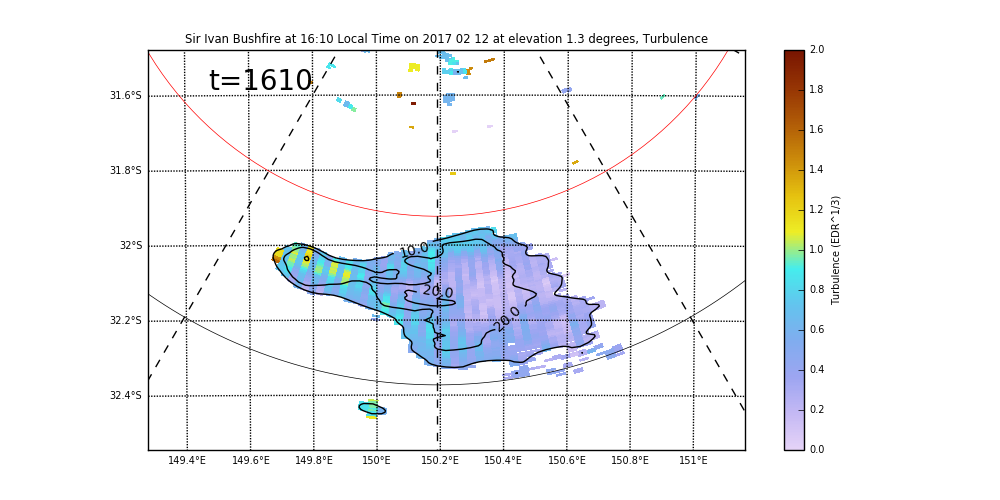 Sir Ivan Bushfire at 16:10 Local Time on 2017 02 12 at elevation 1.3 degrees, Turbulence
t=1610
31.6°S
31.8°S
32°S
32.2°S
32.4°S
10.0
20.0
20.0
149.4°E 149.6°E 149.8°E 150°E 150.2°E 150.4°E 150.6°E 150.8°E 151°E
2.0
1.8
1.6
1.4
1.2
1.0
0.8
0.6
0.4
0.2
0.0
Turbulence (EDR^1/3)